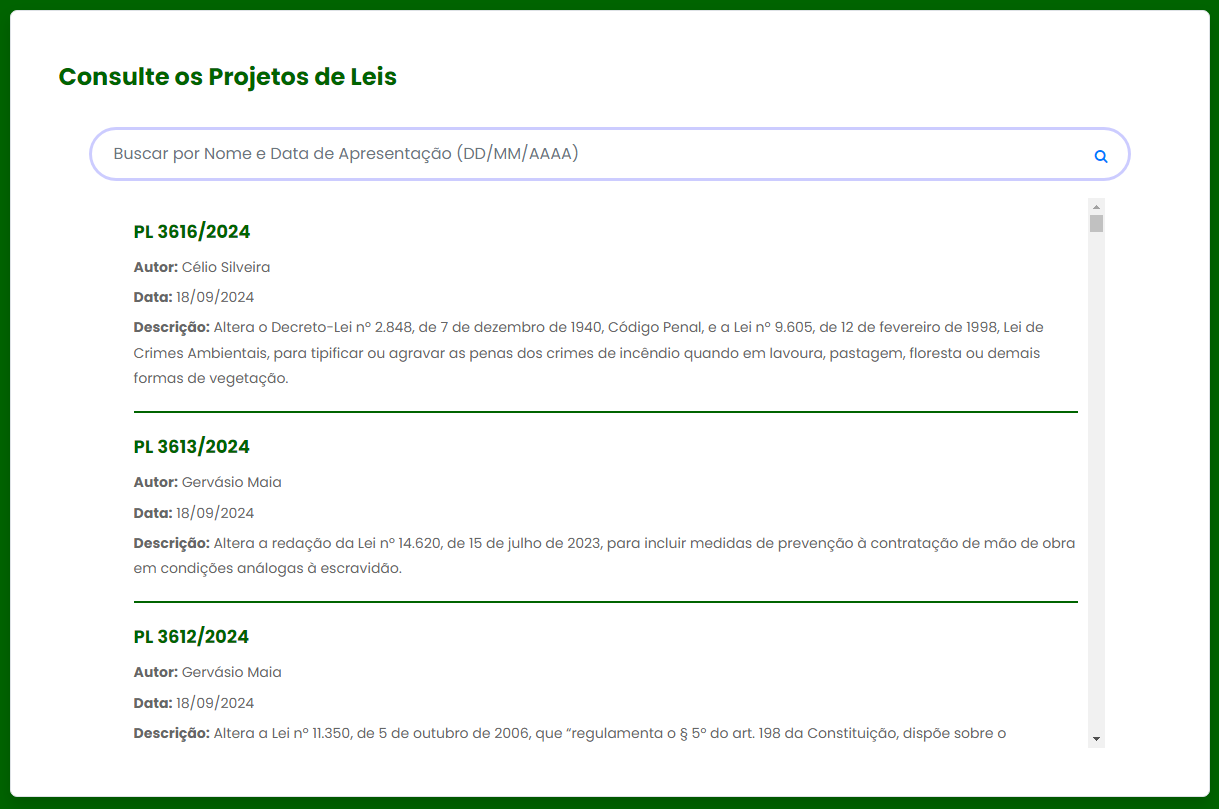 Consulte os Projetos de Leis
Buscar por Nome e Data de Apresentação (DD/MM/AAAA)
PL 3616/2024
Autor: Célio Silveira
Data: 18/09/2024
Descrição: Altera o Decreto-Lei nº 2.848, de 7 de dezembro de 1940, Código Penal, e a Lei nº 9.605, de 12 de fevereiro de 1998, Lei de
Crimes Ambientais, para tipificar ou agravar as penas dos crimes de incêndio quando em lavoura, pastagem, floresta ou demais
formas de vegetação.
PL 3613/2024
Autor: Gervásio Maia
Data: 18/09/2024
Descrição: Altera a redação da Lei nº 14.620, de 15 de julho de 2023, para incluir medidas de prevenção à contratação de mão de obra
em condições análogas à escravidão.
PL 3612/2024
Autor: Gervásio Maia
Data: 18/09/2024
Descrição: Altera a Lei nº 11.350, de 5 de outubro de 2006, que “regulamenta o § 5º do art. 198 da Constituição, dispõe sobre o